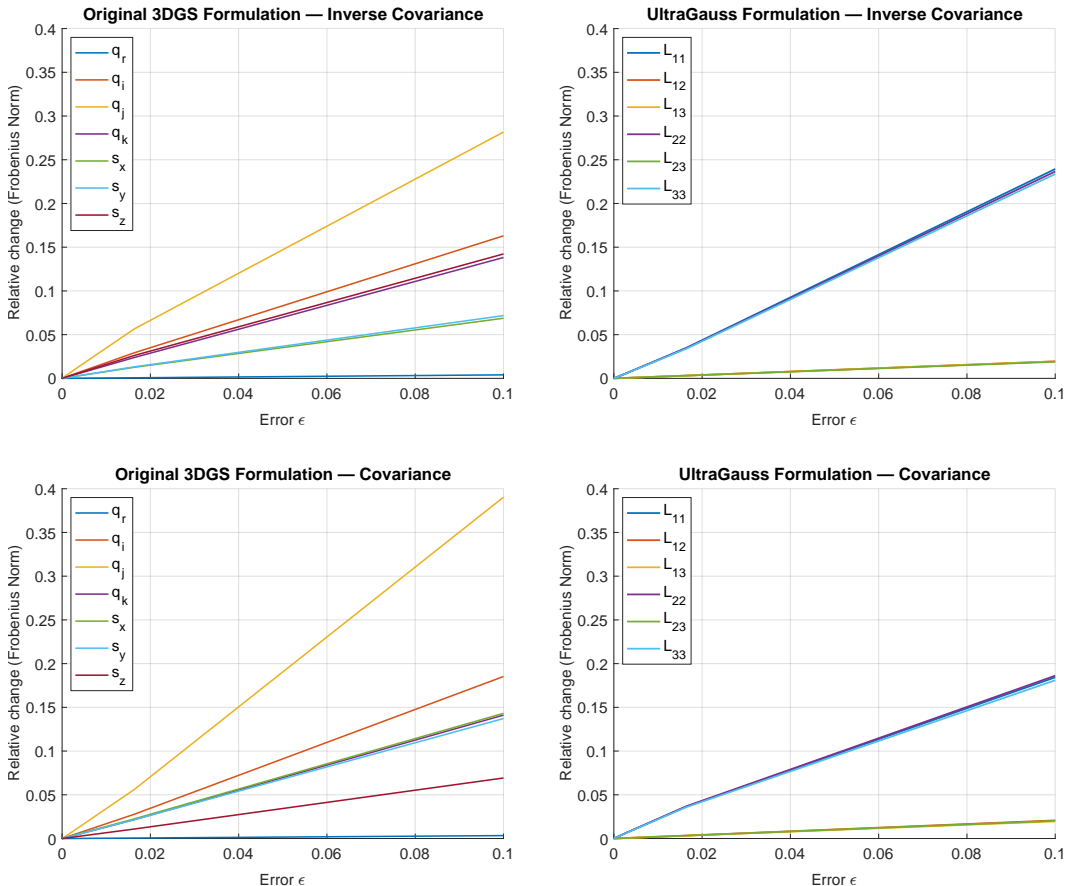 Original 3DGS Formulation — Inverse Covariance
0.4
0.35
0.3
0.25
0.2
0.15
0.1
0.05
0
Relative change (Frobenius Norm)
q_r
q_i
q_j
q_k
s_x
s_y
s_z
0 0.02 0.04 0.06 0.08 0.1
Error ϵ
UltraGauss Formulation — Inverse Covariance
0.4
0.35
0.3
0.25
0.2
0.15
0.1
0.05
0
Relative change (Frobenius Norm)
L_11
L_12
L_13
L_22
L_23
L_33
0 0.02 0.04 0.06 0.08 0.1
Error ϵ
Original 3DGS Formulation — Covariance
0.4
0.35
0.3
0.25
0.2
0.15
0.1
0.05
0
Relative change (Frobenius Norm)
q_r
q_i
q_j
q_k
s_x
s_y
s_z
0 0.02 0.04 0.06 0.08 0.1
Error ϵ
UltraGauss Formulation — Covariance
0.4
0.35
0.3
0.25
0.2
0.15
0.1
0.05
0
Relative change (Frobenius Norm)
L_11
L_12
L_13
L_22
L_23
L_33
0 0.02 0.04 0.06 0.08 0.1
Error ϵ